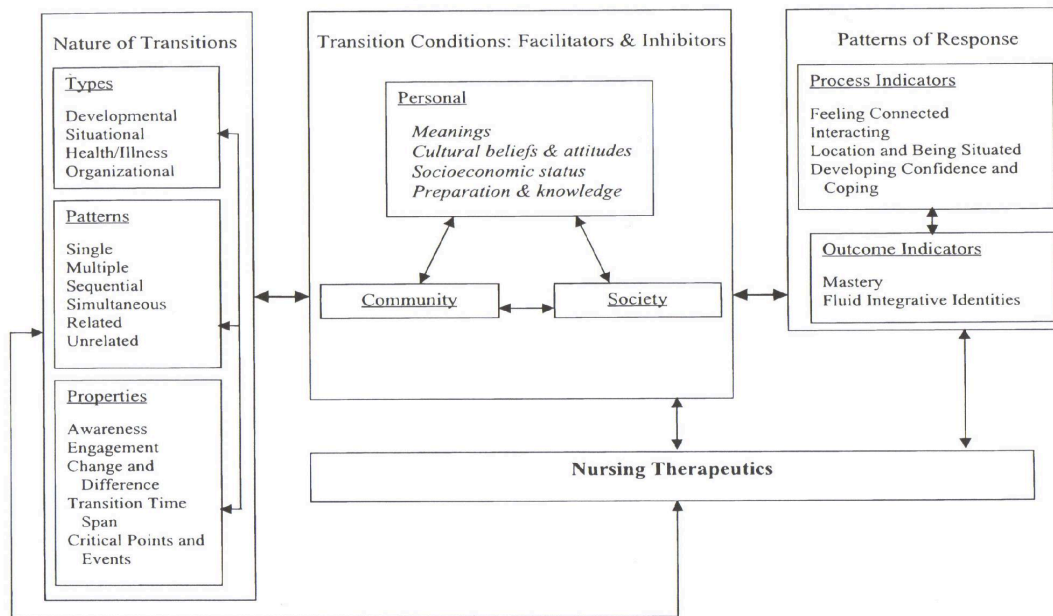 Nature of Transitions
Types
Developmental
Situational
Health/Illness
Organizational
Patterns
Single
Multiple
Sequential
Simultaneous
Related
Unrelated
Properties
Awareness
Engagement
Change and
Difference
Transition Time
Span
Critical Points and
Events
Transition Conditions: Facilitators & Inhibitors
Personal
Meanings
Cultural beliefs & attitudes
Socioeconomic status
Preparation & knowledge
Community
Society
Patterns of Response
Process Indicators
Feeling Connected
Interacting
Location and Being Situated
Developing Confidence and
Coping
Outcome Indicators
Mastery
Fluid Integrative Identities
Nursing Therapeutics